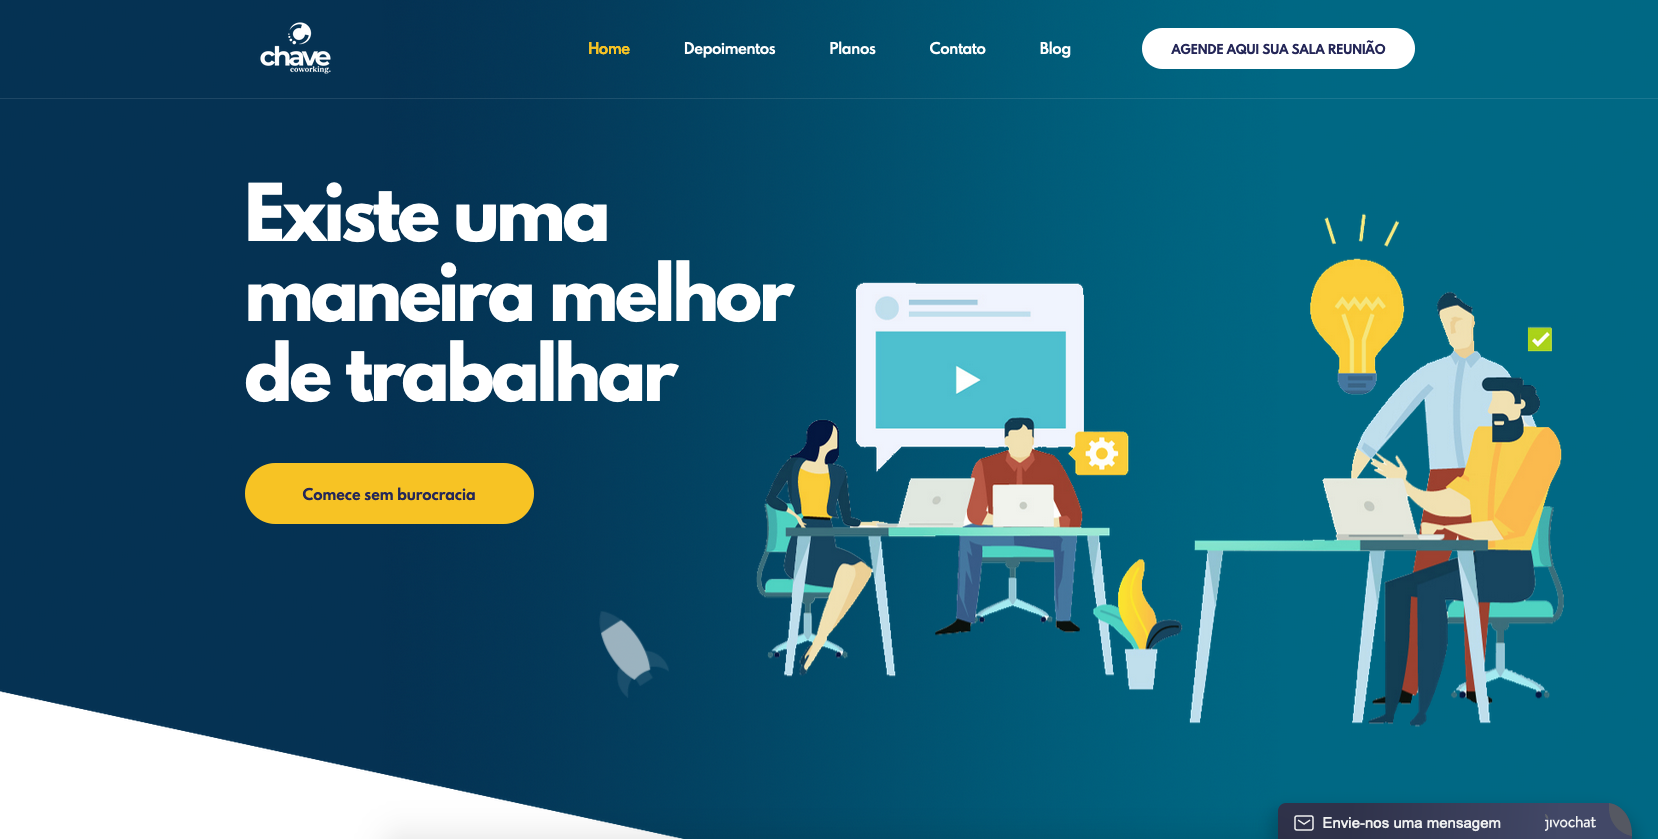 chave
coworking.
Home
Depoimentos
Planos
Contato
Blog
AGENDE AQUI SUA SALA REUNIÃO
Existe uma
maneira melhor
de trabalhar
Comece sem burocracia
Envie-nos uma mensagem
jivochat